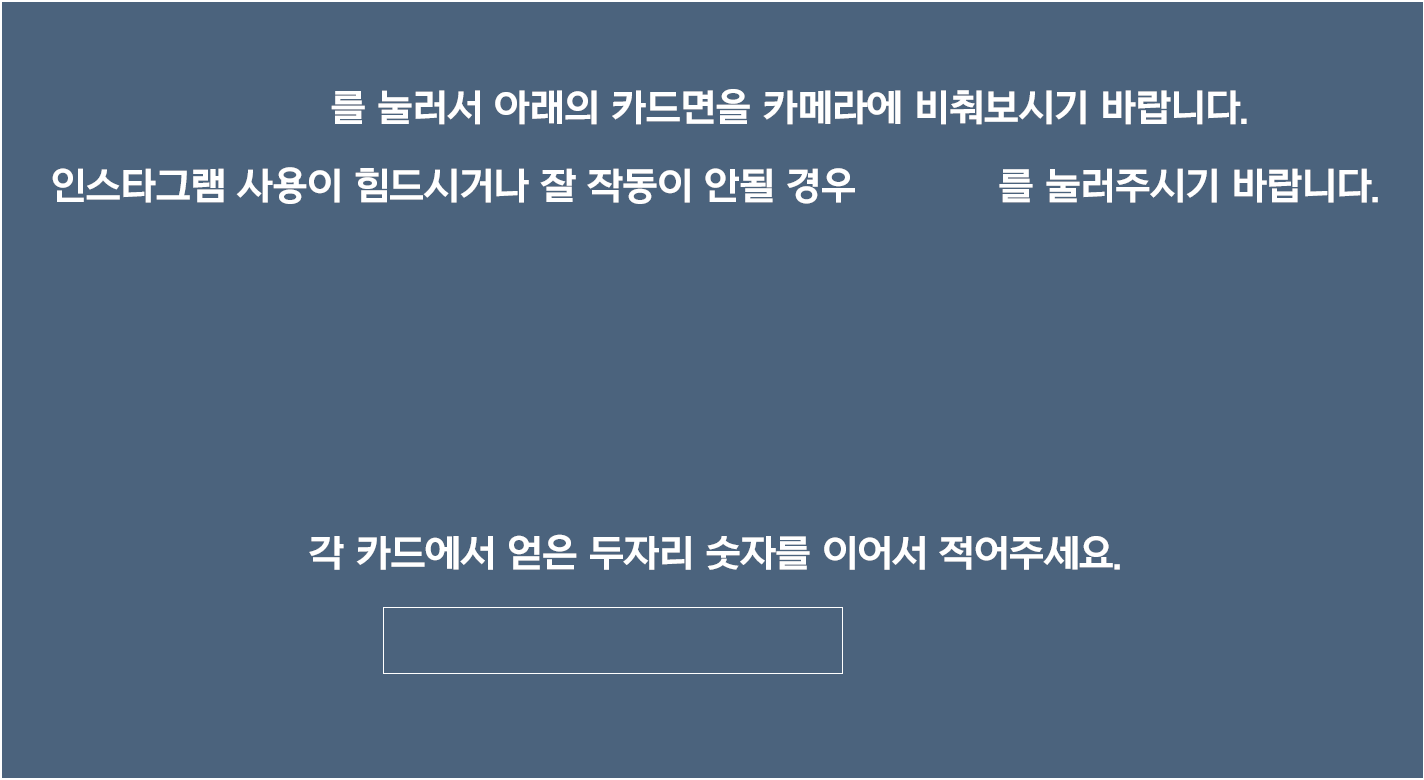 를 눌러서 아래의 카드면을 카메라에 비춰보시기 바랍니다.
인스타그램 사용이 힘드시거나 잘 작동이 안될 경우 를 눌러주시기 바랍니다.
각 카드에서 얻은 두자리 숫자를 이어서 적어주세요.